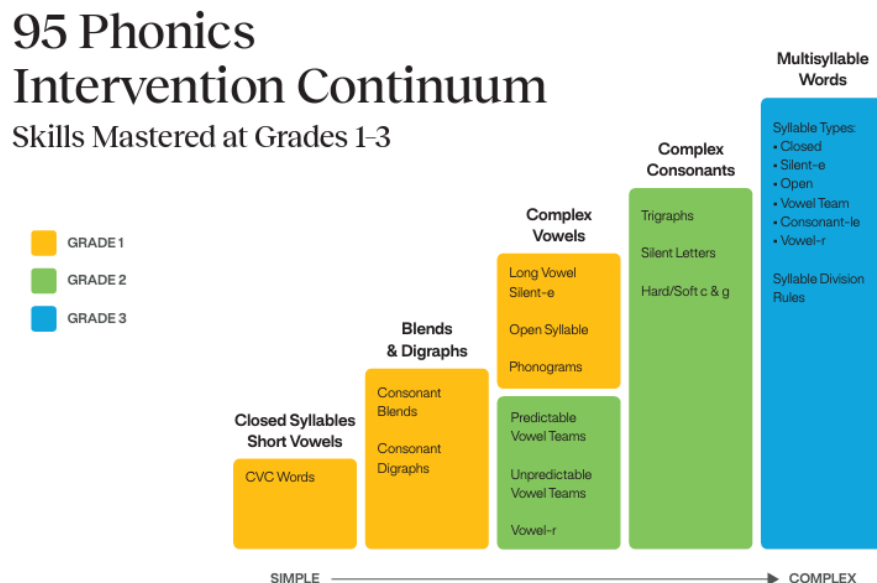 95 Phonics
Intervention Continuum
Skills Mastered at Grades 1-3
GRADE 1
GRADE 2
GRADE 3
Closed Syllables
Short Vowels
CVC Words
Blends
& Digraphs
Consonant
Blends
Consonant
Digraphs
Complex
Vowels
Long Vowel
Silent-e
Open Syllable
Phonograms
Predictable
Vowel Teams
Unpredictable
Vowel Teams
Vowel-r
Complex
Consonants
Trigraphs
Silent Letters
Hard/Soft c & g
Multisyllable
Words
Syllable Types:
• Closed
• Silent-e
• Open
• Vowel Team
• Consonant-le
• Vowel-r
Syllable Division
Rules
SIMPLE
COMPLEX